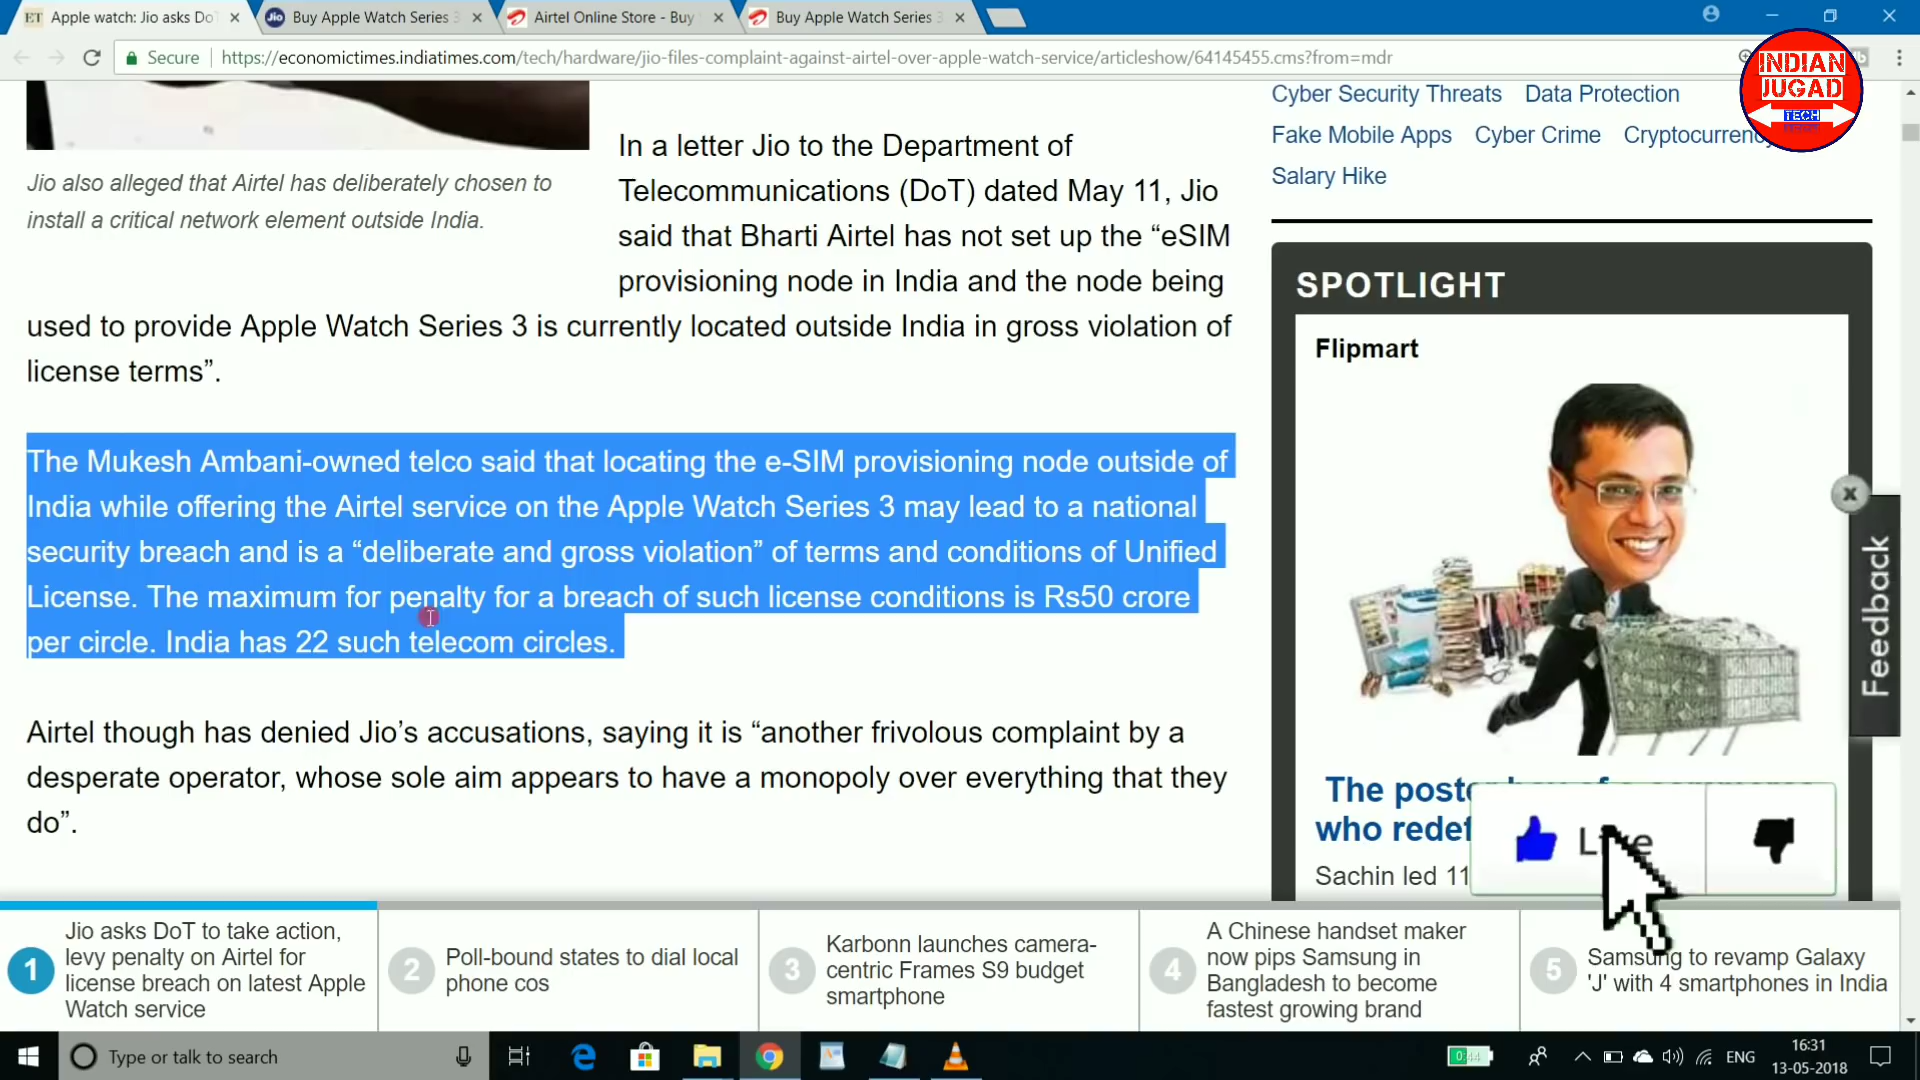 ET Apple watch: Jio asks Do
Jio Buy Apple Watch Series 3
Airtel Online Store - Buy
Buy Apple Watch Series 3
Secure https://economictimes.indiatimes.com/tech/hardware/jio-files-complaint-against-airtel-over-apple-watch-service/articleshow/64145455.cms?from=mdr
INDIAN
JUGAD
TECH
Cyber Security Threats Data Protection
Fake Mobile Apps Cyber Crime Cryptocurrency
Salary Hike
Jio also alleged that Airtel has deliberately chosen to
install a critical network element outside India.
In a letter Jio to the Department of
Telecommunications (DoT) dated May 11, Jio
said that Bharti Airtel has not set up the “eSIM
provisioning node in India and the node being
used to provide Apple Watch Series 3 is currently located outside India in gross violation of
license terms”.
The Mukesh Ambani-owned telco said that locating the e-SIM provisioning node outside of
India while offering the Airtel service on the Apple Watch Series 3 may lead to a national
security breach and is a “deliberate and gross violation” of terms and conditions of Unified
License. The maximum for penalty for a breach of such license conditions is Rs50 crore
per circle. India has 22 such telecom circles.
Airtel though has denied Jio’s accusations, saying it is “another frivolous complaint by a
desperate operator, whose sole aim appears to have a monopoly over everything that they
do”.
SPOTLIGHT
Flipmart
The
who
Sachin led 11
Like
Feedback
1
Jio asks DoT to take action,
levy penalty on Airtel for
license breach on latest Apple
Watch service
2
Poll-bound states to dial local
phone cos
3
Karbonn launches camera-
centric Frames S9 budget
smartphone
4
A Chinese handset maker
now pips Samsung in
Bangladesh to become
fastest growing brand
5
Samsung to revamp Galaxy
'J' with 4 smartphones in India
Type or talk to search
0:44
ENG
16:31
13-05-2018